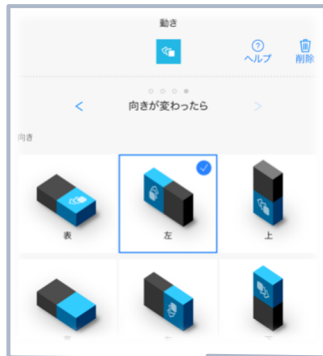 動き
ヘルプ 削除
< 向きが変わったら >
向き
表 左 上